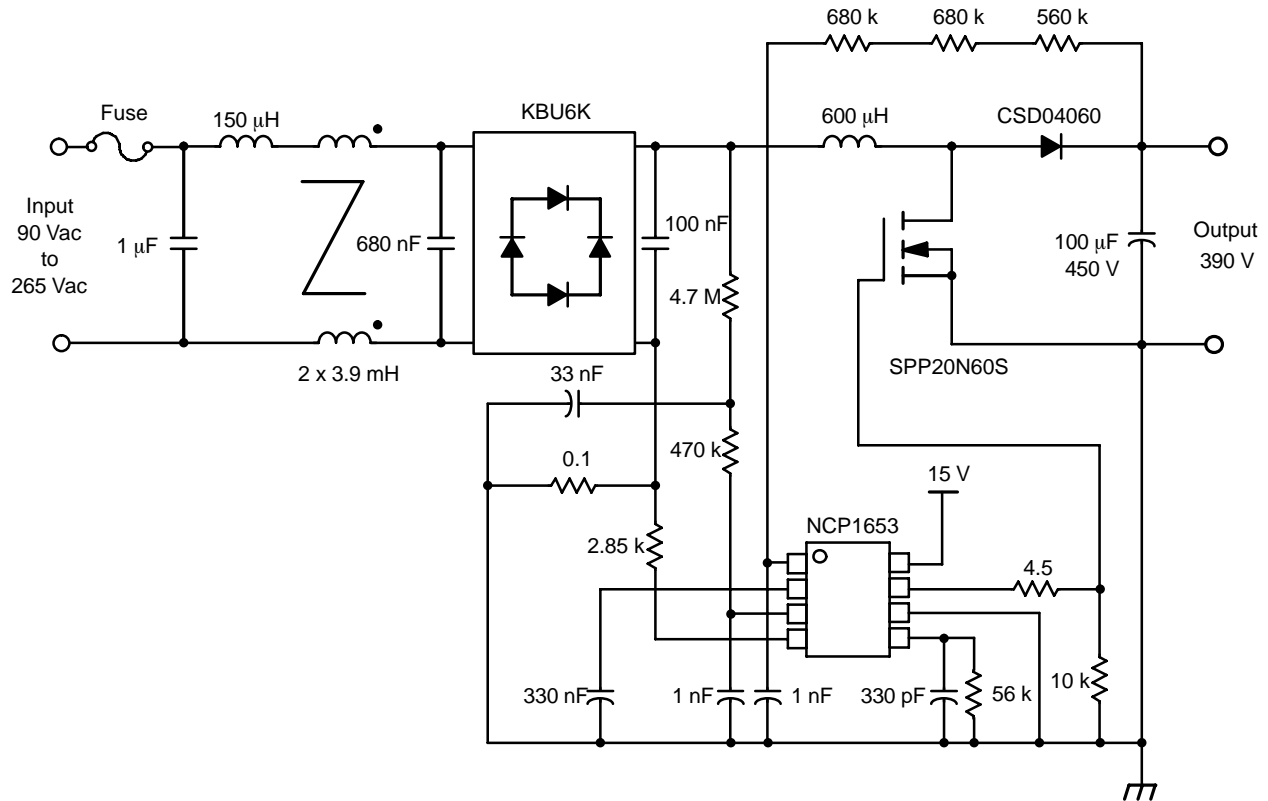 680 k
680 k
560 k
Fuse
150 μH
KBU6K
600 μH
CSD04060
Input
90 Vac
to
265 Vac
1 μF
680 nF
100 nF
4.7 M
100 μF
450 V
Output
390 V
2 x 3.9 mH
SPP20N60S
33 nF
470 k
0.1
15 V
NCP1653
2.85 k
4.5
330 nF
1 nF
1 nF
330 pF
56 k
10 k